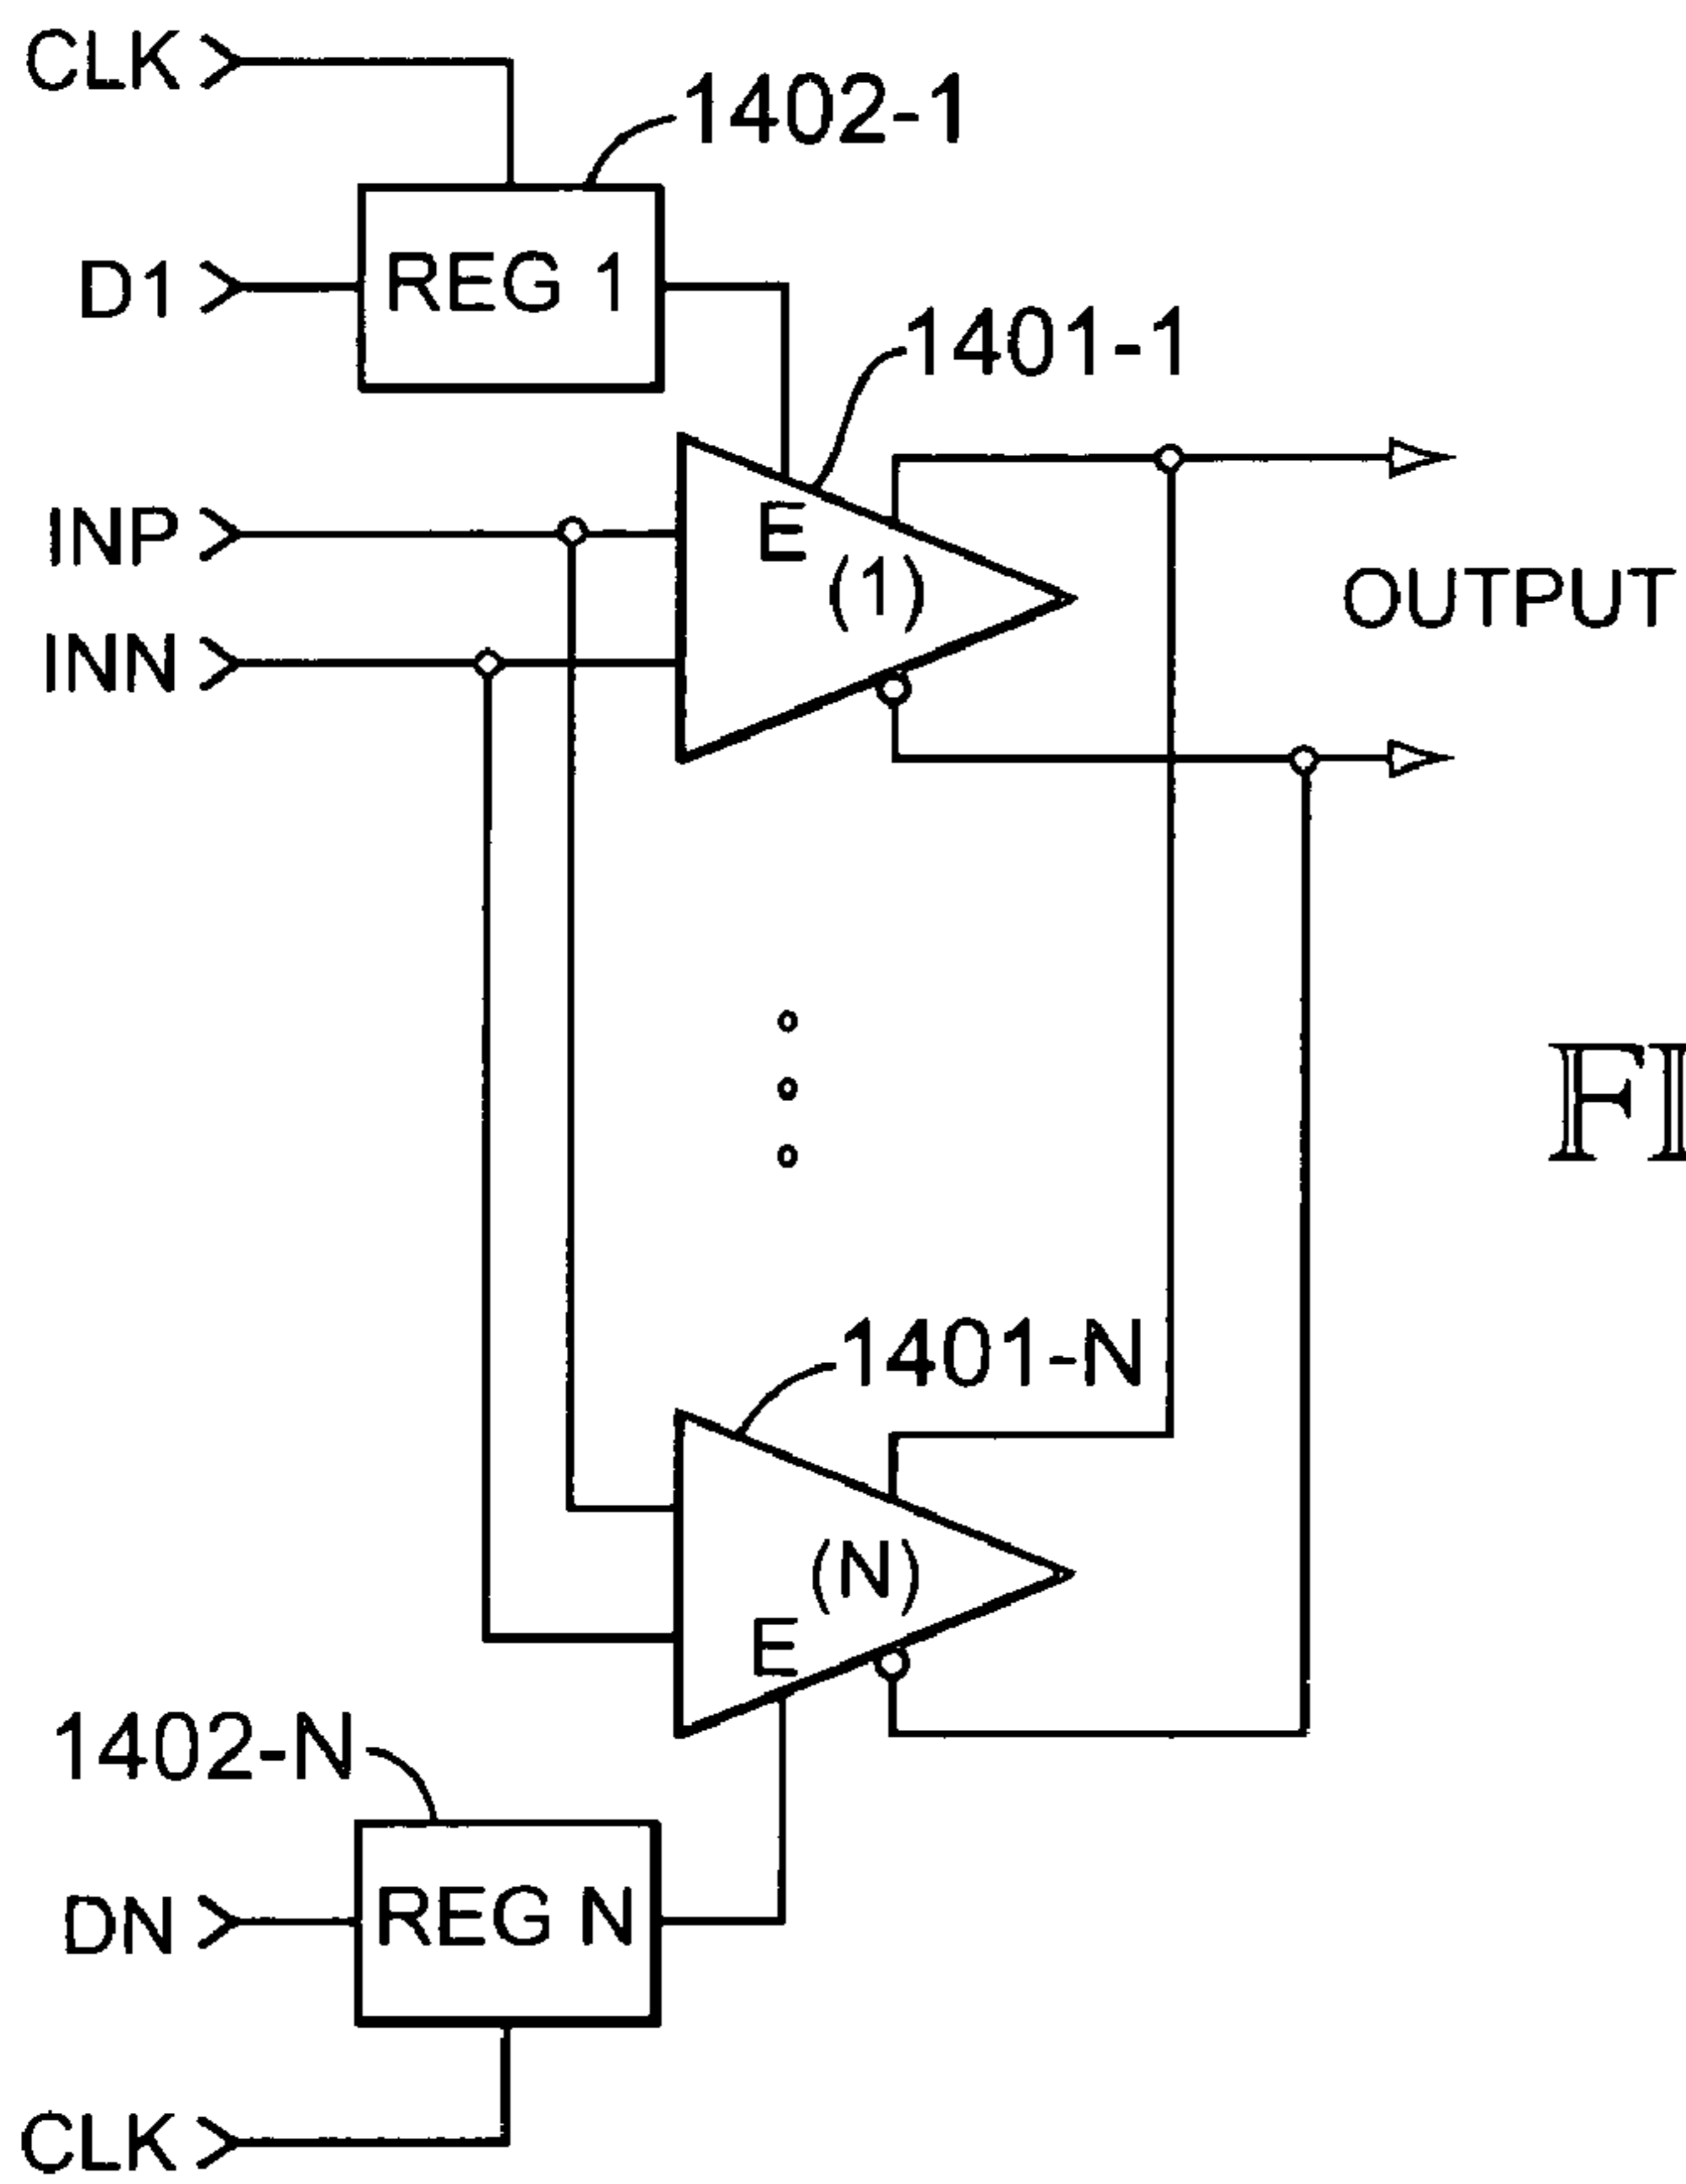 CLK
1402-1
D1
REG 1
1401-1
INP
E
(1)
OUTPUT
INN
1401-N
(N)
E
1402-N
DN
REG N
CLK